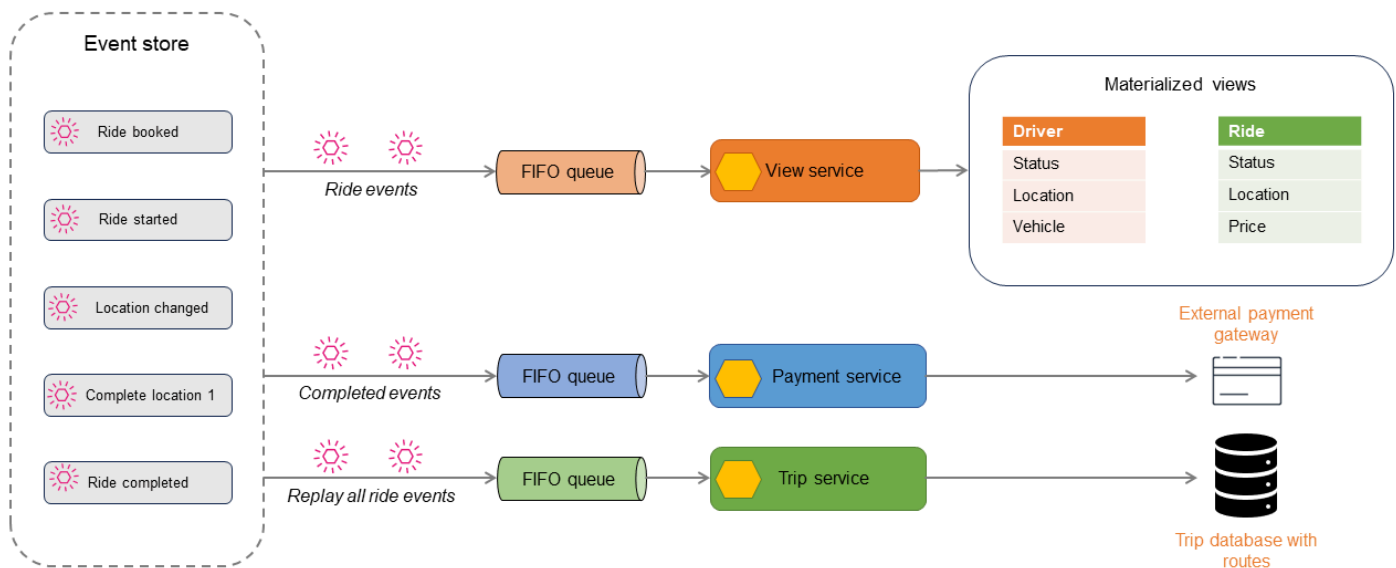 Event store
Ride booked
Ride started
Location changed
Complete location 1
Ride completed
Ride events
FIFO queue
View service
Materialized views
Driver
Status
Location
Vehicle
Ride
Status
Location
Price
Completed events
FIFO queue
Payment service
External payment
gateway
Replay all ride events
FIFO queue
Trip service
Trip database with
routes